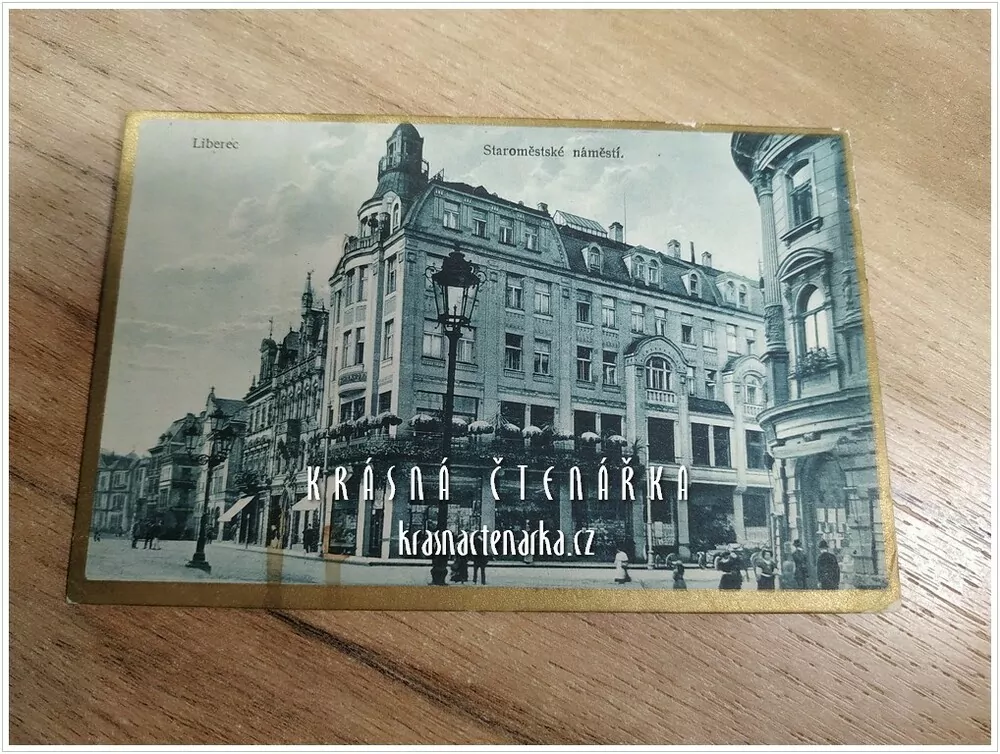 Liberec
Staroměstské náměstí.
KRÁSNÁ ČTENÁŘKA
krasnactenarka.cz